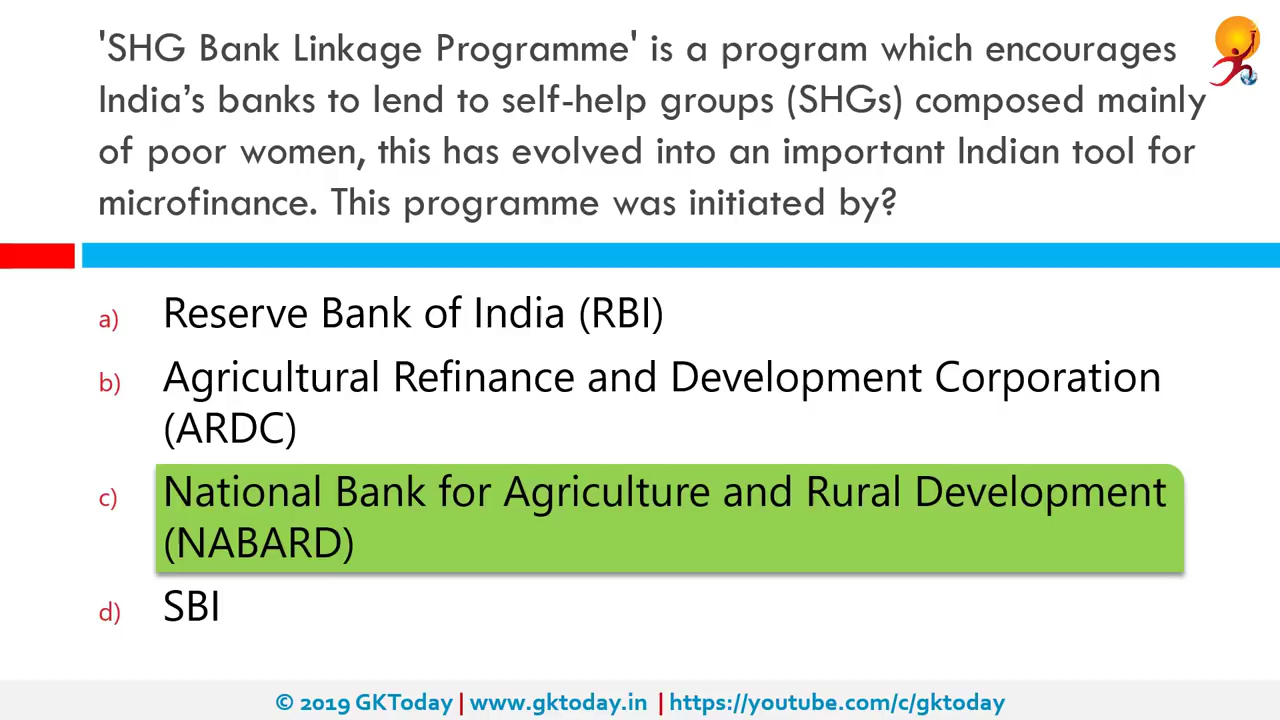 'SHG Bank Linkage Programme' is a program which encourages
India’s banks to lend to self-help groups (SHGs) composed mainly
of poor women, this has evolved into an important Indian tool for
microfinance. This programme was initiated by?
a) Reserve Bank of India (RBI)
b) Agricultural Refinance and Development Corporation
(ARDC)
c) National Bank for Agriculture and Rural Development
(NABARD)
d) SBI
© 2019 GKToday | www.gktoday.in | https://youtube.com/c/gktoday